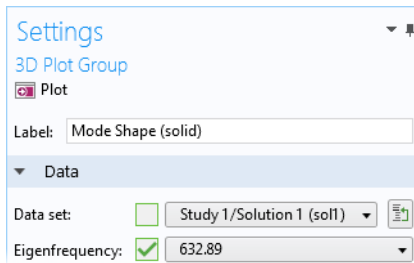 Settings
3D Plot Group
Plot
Label: Mode Shape (solid)
Data
Data set: Study 1/Solution 1 (sol1)
Eigenfrequency: 632.89